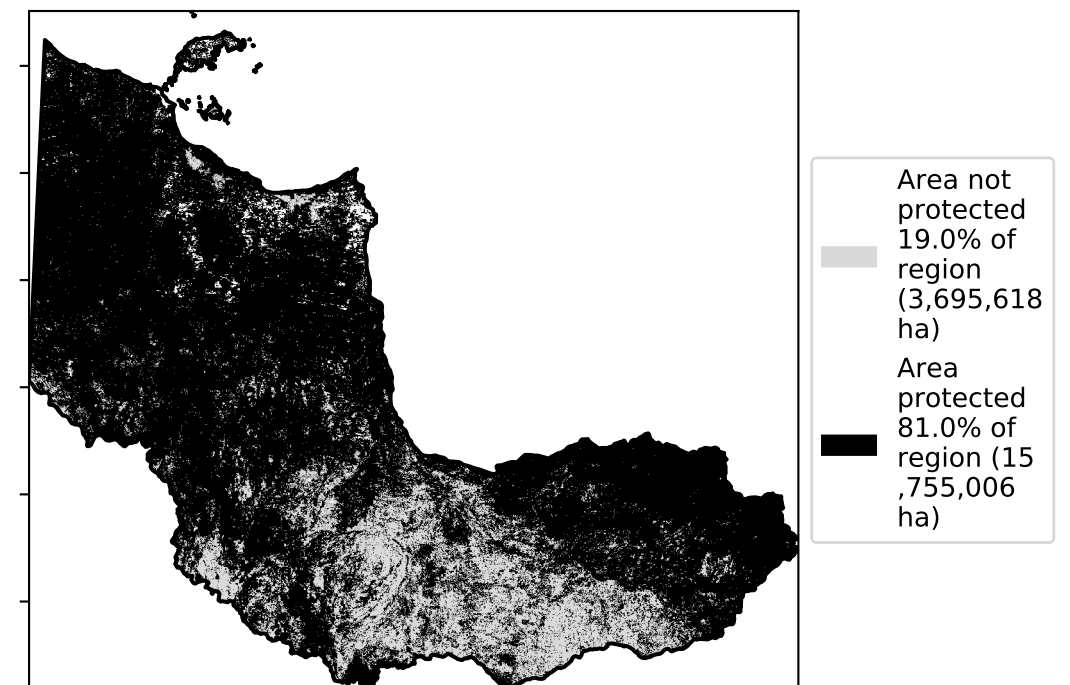 Area not
protected
19.0% of
region
(3,695,618
ha)
Area
protected
81.0% of
region (15
,755,006
ha)